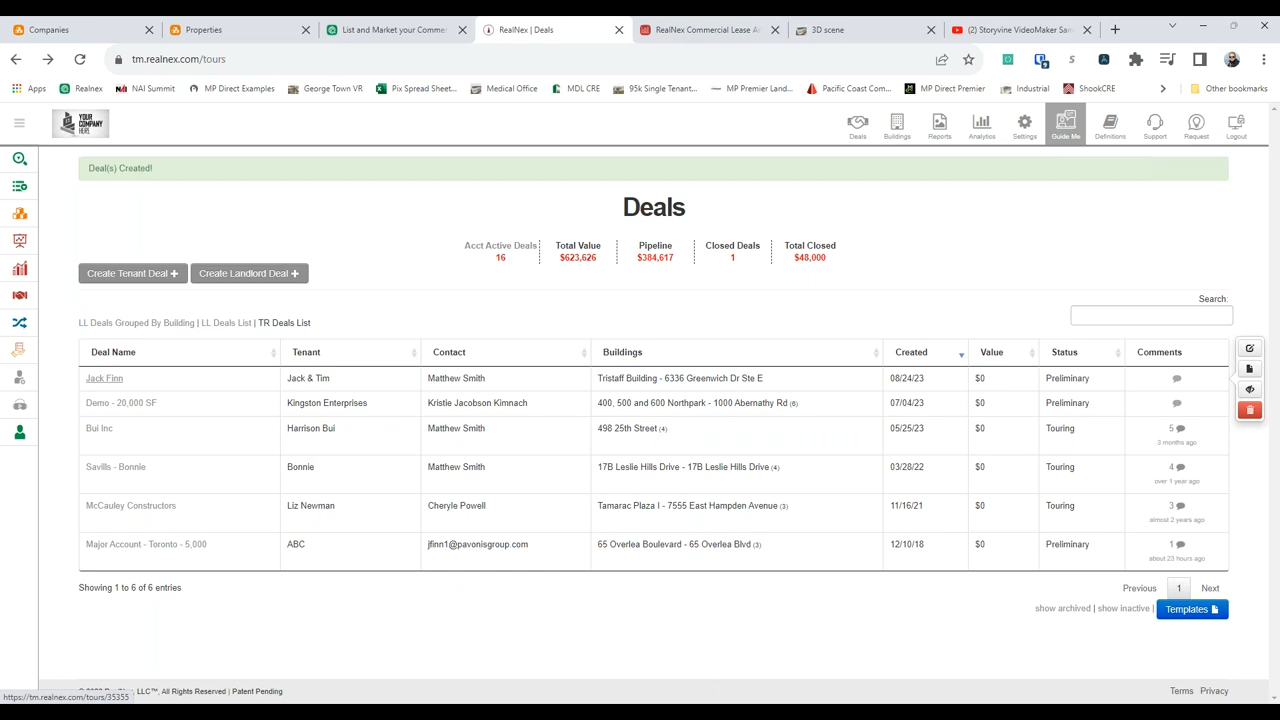 Companies
Properties
List and Market your Comme
RealNex | Deals
RealNex Commercial Lease A
3D scene
(2) Storyvine VideoMaker Sam
tm.realnex.com/tours
Apps
Realnex
NAI Summit
MP Direct Examples
George Town VR
Pix Spread Sheet...
Medical Office
MDL CRE
95k Single Tenant...
MP Premier Land...
Pacific Coast Com...
MP Direct Premier
Industrial
ShookCRE
Other bookmarks
YOUR COMPANY HERE
Deals
Buildings
Reports
Analytics
Settings
Guide Me
Definitions
Support
Request
Logout
Deal(s) Created!
Deals
Acct Active Deals Total Value Pipeline Closed Deals Total Closed
16 $623,626 $384,617 1 $48,000
Create Tenant Deal + Create Landlord Deal +
Search:
LL Deals Grouped By Building | LL Deals List | TR Deals List
Deal Name Tenant Contact Buildings Created Value Status Comments
Jack Finn Jack & Tim Matthew Smith Tristaff Building - 6336 Greenwich Dr Ste E 08/24/23 $0 Preliminary
Demo - 20,000 SF Kingston Enterprises Kristie Jacobson Kimnach 400, 500 and 600 Northpark - 1000 Abernathy Rd (6) 07/04/23 $0 Preliminary
Bui Inc Harrison Bui Matthew Smith 498 25th Street (4) 05/25/23 $0 Touring 5
3 months ago
Savills - Bonnie Bonnie Matthew Smith 17B Leslie Hills Drive - 17B Leslie Hills Drive (4) 03/28/22 $0 Touring 4
over 1 year ago
McCauley Constructors Liz Newman Cheryle Powell Tamarac Plaza I - 7555 East Hampden Avenue (3) 11/16/21 $0 Touring 3
almost 2 years ago
Major Account - Toronto - 5,000 ABC jfinn1@pavonisgroup.com 65 Overlea Boulevard - 65 Overlea Blvd (3) 12/10/18 $0 Preliminary 1
about 23 hours ago
Showing 1 to 6 of 6 entries
Previous 1 Next
show archived | show inactive | Templates
https://tm.realnex.com/tours/35355
LLC™, All Rights Reserved | Patent Pending
Terms Privacy